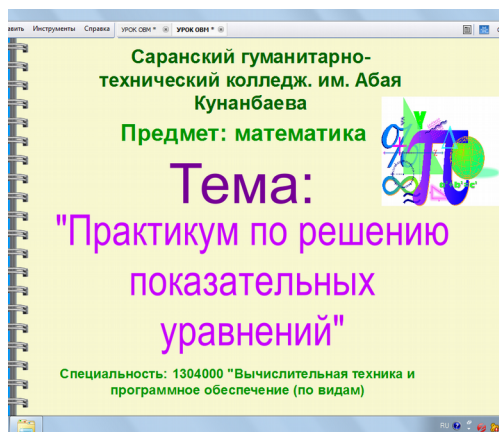 авить Инструменты Справка УРОК ОВМ * УРОК ОВМ *
Саранский гуманитарно-
технический колледж. им. Абая
Кунанбаева
Предмет: математика
Тема:
"Практикум по решению
показательных
уравнений"
Специальность: 1304000 "Вычислительная техника и
программное обеспечение (по видам)
RU